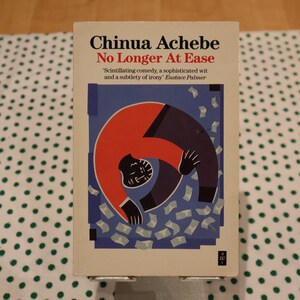 Chinua Achebe
No Longer At Ease
'Scintillating comedy, a sophisticated wit
and a subtlety of irony' Eustace Palmer